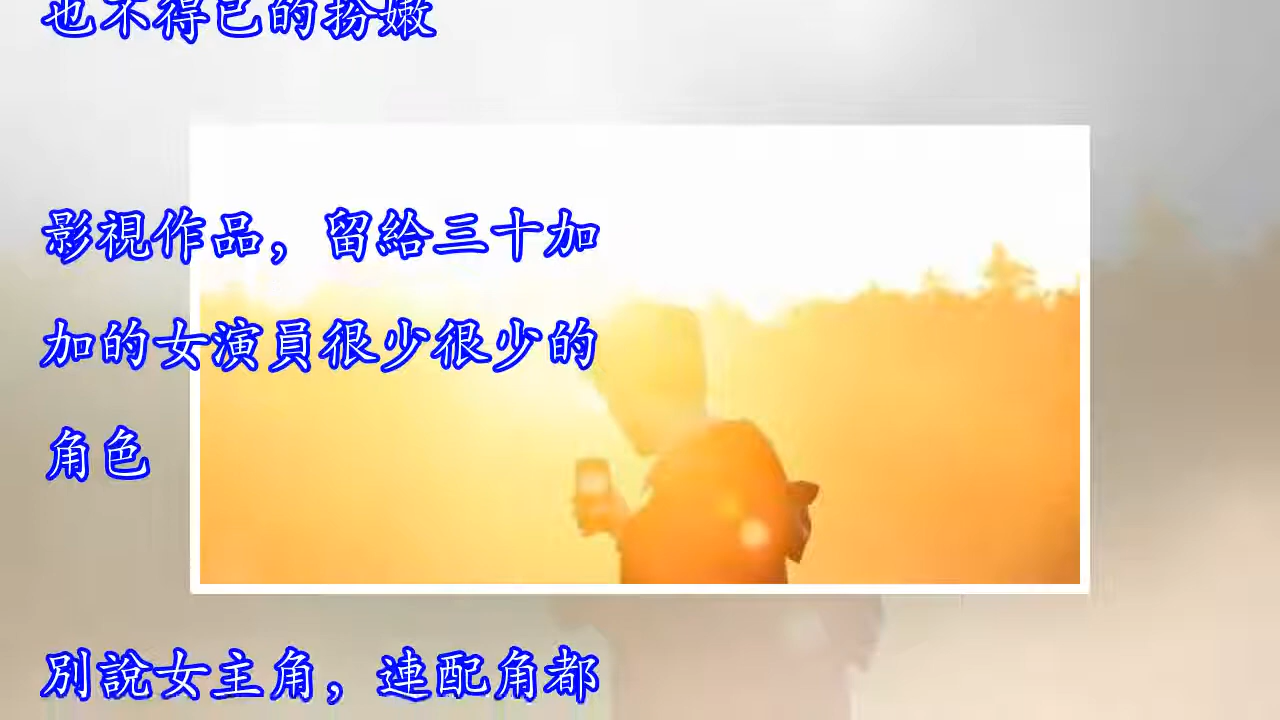 也不得已的扮嫩
影視作品，留給三十加
加的女演員很少很少的
角色
別說女主角，連配角都